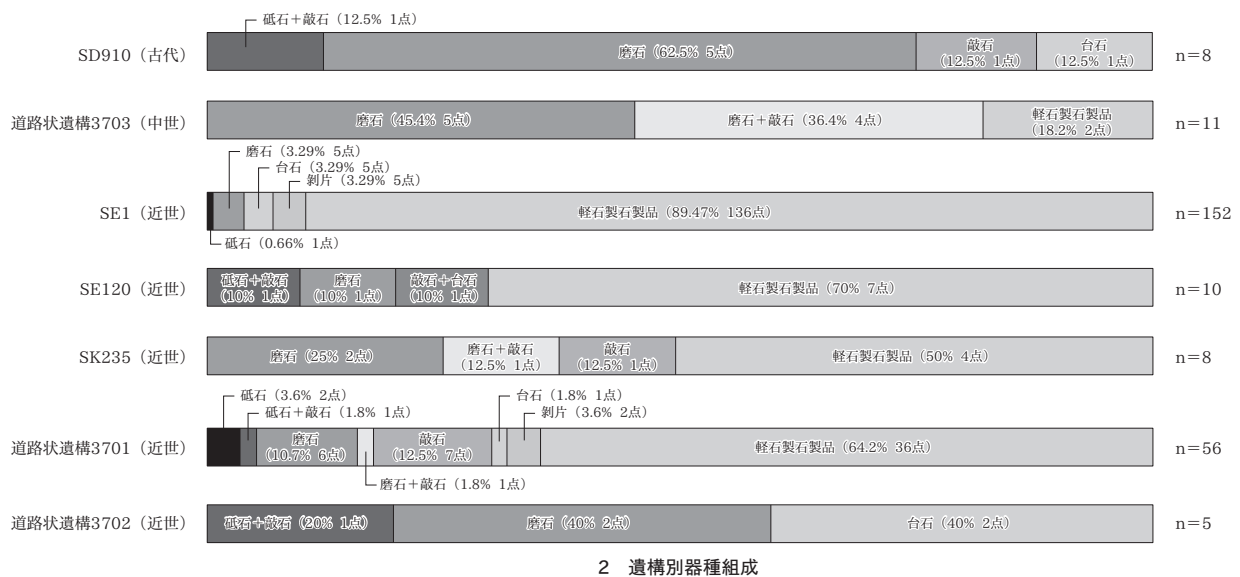 砥石+敲石（12.5% 1点）
SD910（古代）
磨石（62.5% 5点）
敲石
（12.5% 1点）
台石
（12.5% 1点）
n=8
道路状遺構3703（中世）
磨石（45.4% 5点）
磨石+敲石（36.4% 4点）
軽石製石製品
（18.2% 2点）
n=11
磨石（3.29% 5点）
台石（3.29% 5点）
剝片（3.29% 5点）
SE1（近世）
軽石製石製品（89.47% 136点）
n=152
砥石（0.66% 1点）
SE120（近世）
砥石+敲石
（10% 1点）
磨石
（10% 1点）
敲石+台石
（10% 1点）
軽石製石製品（70% 7点）
n=10
SK235（近世）
磨石（25% 2点）
磨石+敲石
（12.5% 1点）
敲石
（12.5% 1点）
軽石製石製品（50% 4点）
n=8
砥石（3.6% 2点）
砥石+敲石（1.8% 1点）
台石（1.8% 1点）
剝片（3.6% 2点）
道路状遺構3701（近世）
磨石
（10.7% 6点）
敲石
（12.5% 7点）
軽石製石製品（64.2% 36点）
n=56
磨石+敲石（1.8% 1点）
道路状遺構3702（近世）
砥石+敲石（20% 1点）
磨石（40% 2点）
台石（40% 2点）
n=5
2 遺構別器種組成